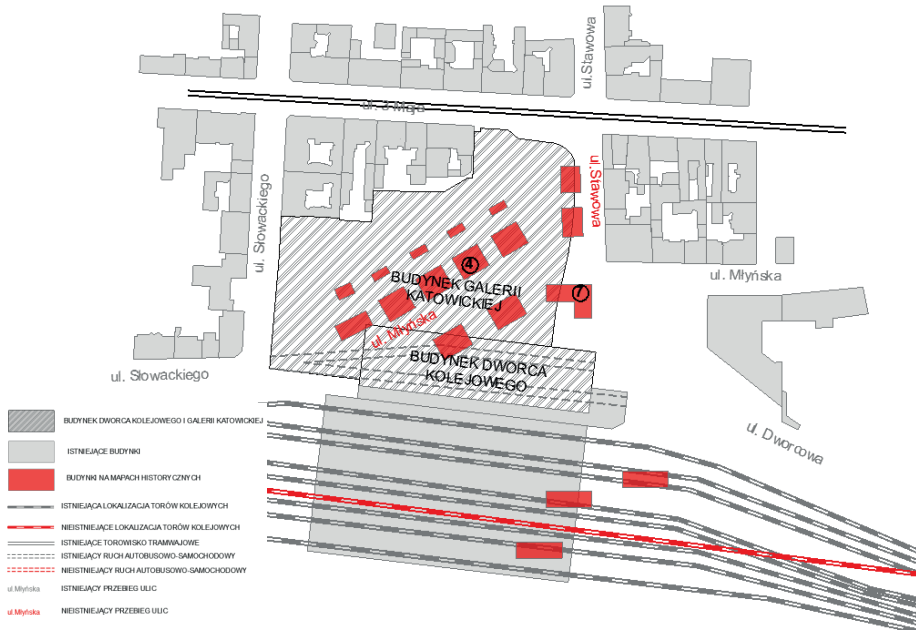 ul.Stawowa
ul. 3 Maja
ul. Słowackiego
ul.Stawowa
ul. Młyńska
4
BUDYNEK GALERII
KATOWICKIEJ
7
ul. Młyńska
BUDYNEK DWORCA
KOLEJOWEGO
ul. Słowackiego
ul. Dworcowa
BUDYNEK DWORCA KOLEJOWEGO I GALERII KATOWICKIEJ
ISTNIEJĄCE BUDYNKI
BUDYNKI NA MAPACH HISTORYCZNYCH
ISTNIEJĄCA LOKALIZACJA TORÓW KOLEJOWYCH
NIEISTNIEJĄCE LOKALIZACJA TORÓW KOLEJOWYCH
ISTNIEJĄCE TOROWISKO TRAMWAJOWE
ISTNIEJĄCY RUCH AUTOBUSOWO-SAMOCHODOWY
NIEISTNIEJĄCY RUCH AUTOBUSOWO-SAMOCHODOWY
ul.Młyńska ISTNIEJĄCY PRZEBIEG ULIC
ul.Młyńska NIEISTNIEJĄCY PRZEBIEG ULIC